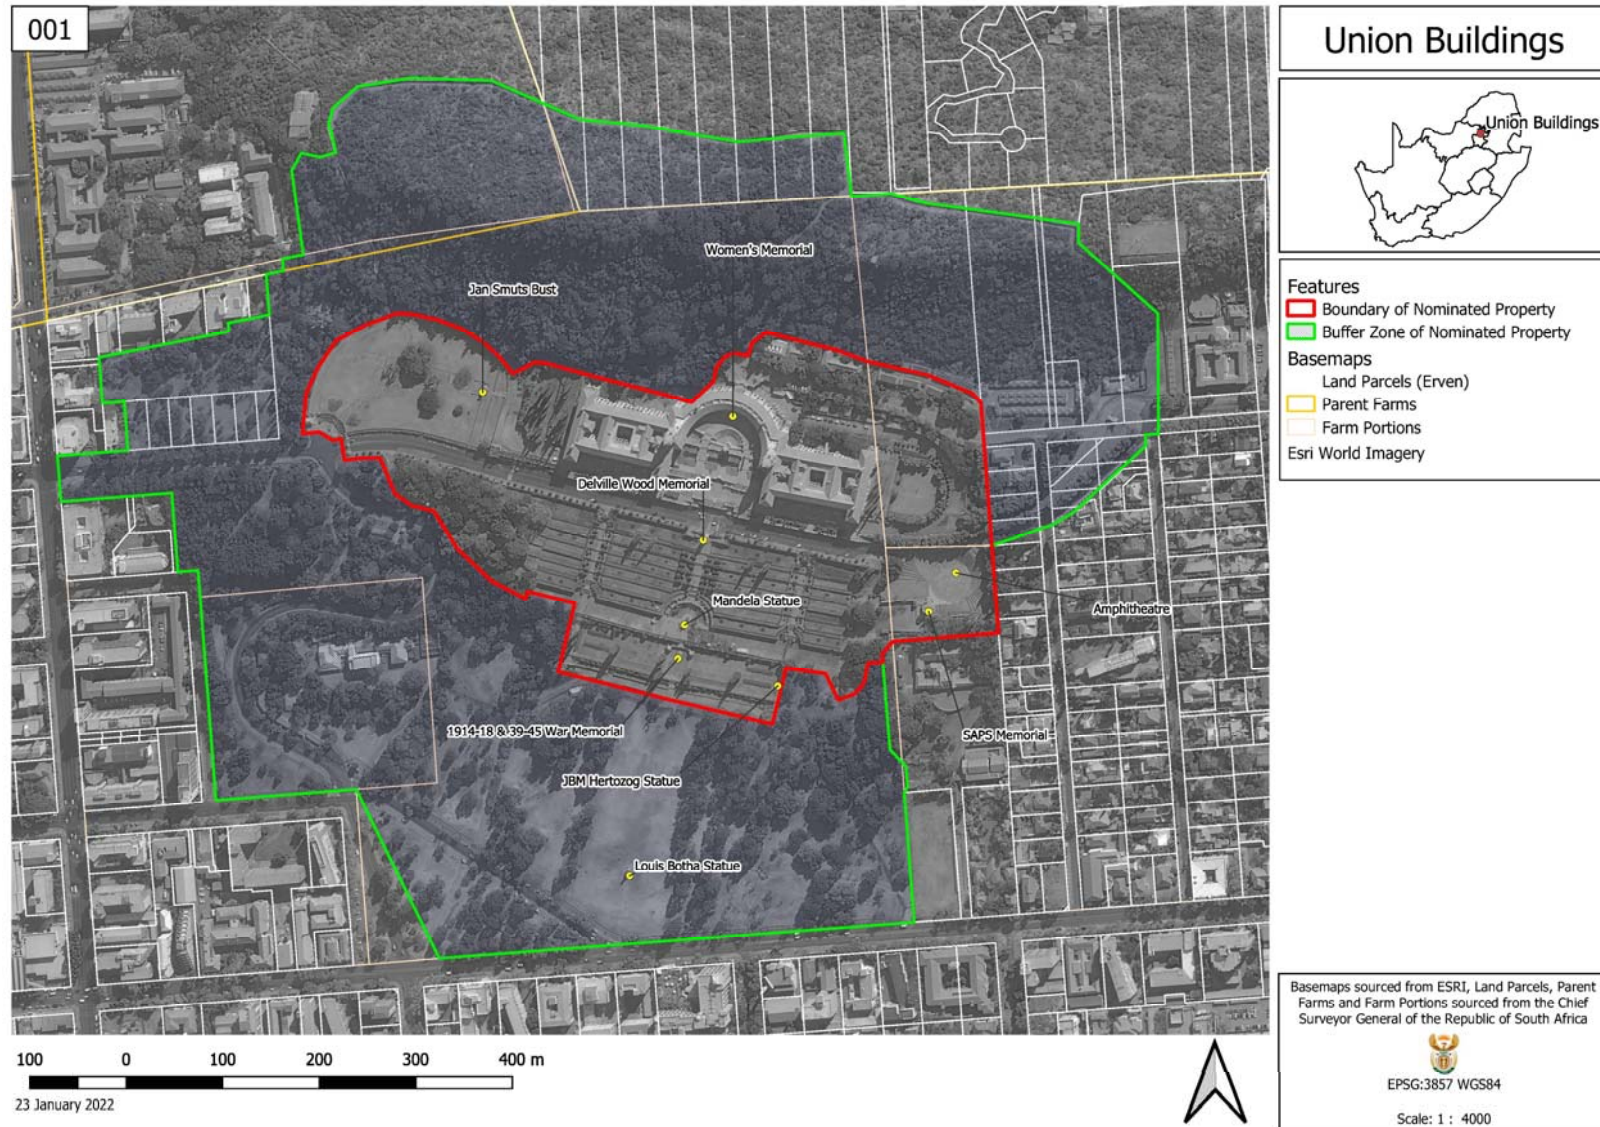 001
Union Buildings
Union Buildings
Women's Memorial
Jan Smuts Bust
Delville Wood Memorial
Mandela Statue
Amphitheatre
1914-18 & 39-45 War Memorial
SAPS Memorial
JBM Hertozog Statue
Louis Botha Statue
Features
Boundary of Nominated Property
Buffer Zone of Nominated Property
Basemaps
Land Parcels (Erven)
Parent Farms
Farm Portions
Esri World Imagery
Basemaps sourced from ESRI, Land Parcels, Parent
Farms and Farm Portions sourced from the Chief
Surveyor General of the Republic of South Africa
EPSG:3857 WGS84
Scale: 1 : 4000
100 0 100 200 300 400 m
23 January 2022